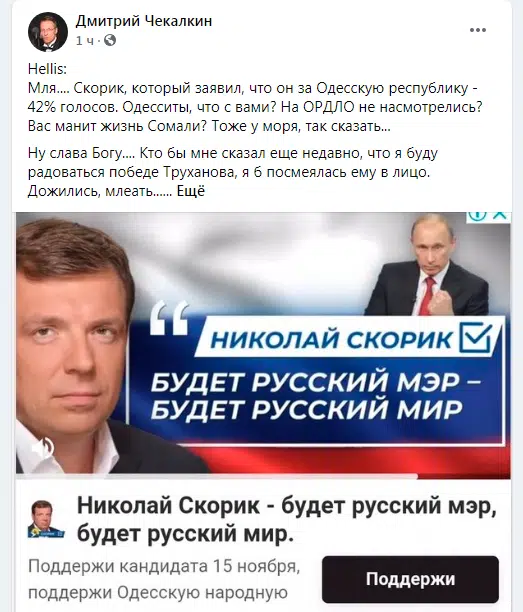 Дмитрий Чекалкин
1 ч ·
Hellis:
Мля.... Скорик, который заявил, что он за Одесскую республику -
42% голосов. Одесситы, что с вами? На ОРДЛО не насмотрелись?
Вас манит жизнь Сомали? Тоже у моря, так сказать...
Ну слава Богу.... Кто бы мне сказал еще недавно, что я буду
радоваться победе Труханова, я б посмеялась ему в лицо.
Дожились, млеать...... Ещё
НИКОЛАЙ СКОРИК
БУДЕТ РУССКИЙ МЭР –
БУДЕТ РУССКИЙ МИР
Николай Скорик - будет русский мэр,
будет русский мир.
Поддержи кандидата 15 ноября,
поддержи Одесскую народную
Поддержи